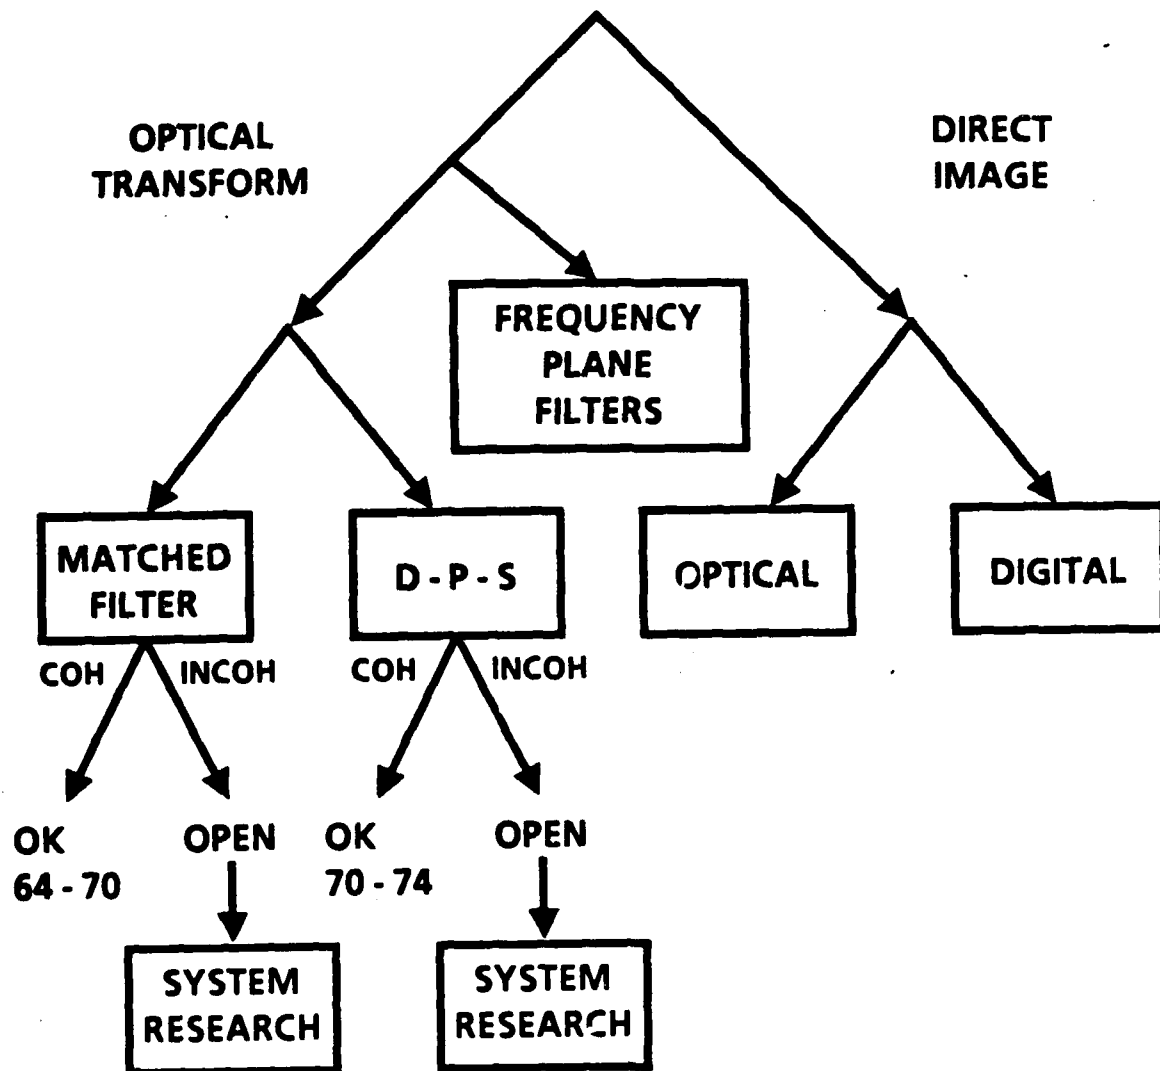 OPTICAL
TRANSFORM
DIRECT
IMAGE
FREQUENCY
PLANE
FILTERS
MATCHED
FILTER
D - P - S
OPTICAL
DIGITAL
COH
INCOH
COH
INCOH
OK
64 - 70
OPEN
OK
70 - 74
OPEN
SYSTEM
RESEARCH
SYSTEM
RESEARCH